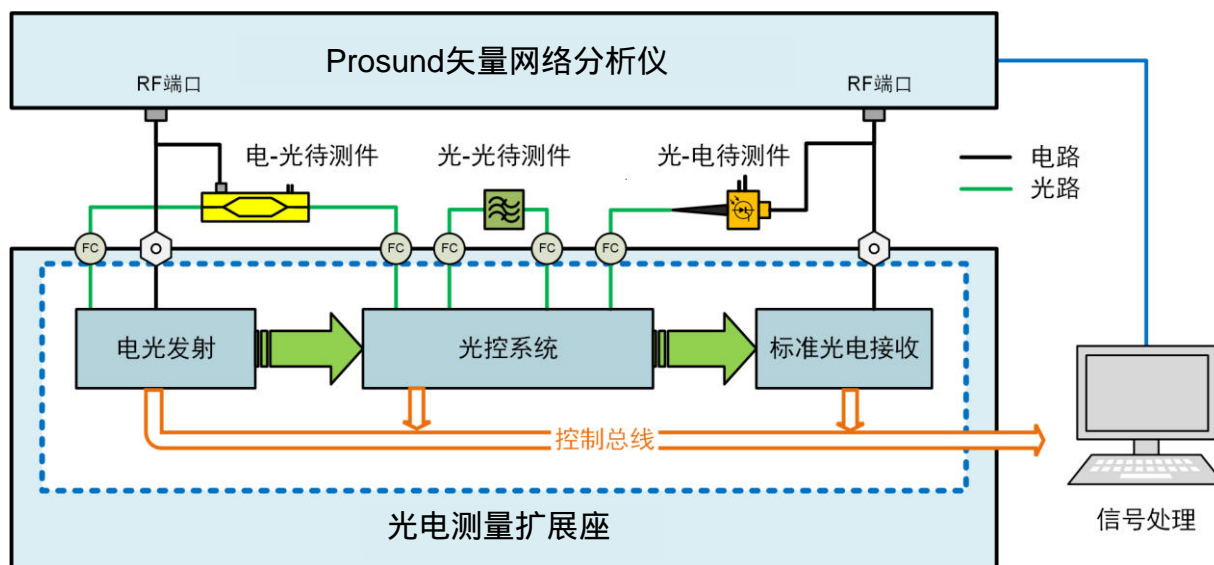 Prosund矢量网络分析仪
RF端口
RF端口
电-光待测件
光-光待测件
光-电待测件
电路
光路
FC
FC
FC
FC
FC
电光发射
光控系统
标准光电接收
控制总线
光电测量扩展座
信号处理